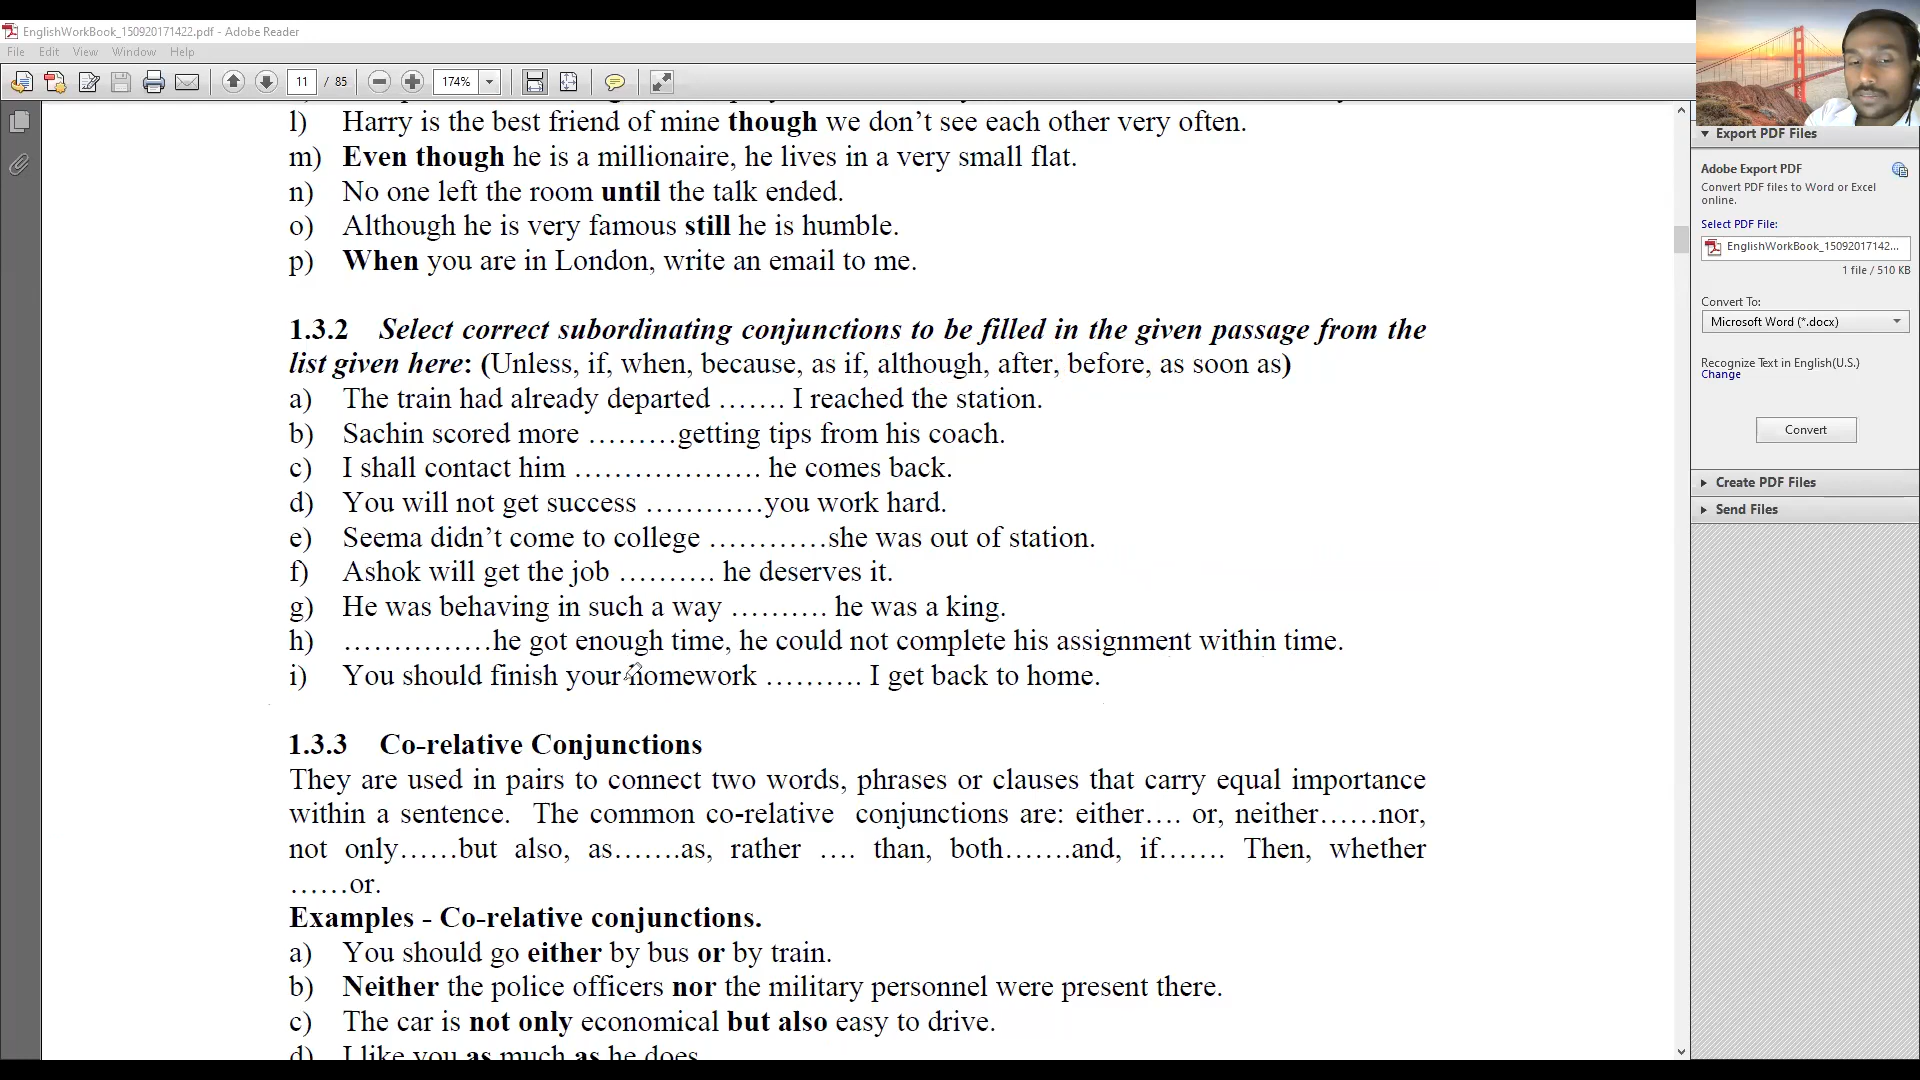 EnglishWorkBook_150920171422.pdf - Adobe Reader
File Edit View Window Help
11 / 85 174%
l) Harry is the best friend of mine though we don’t see each other very often.
m) Even though he is a millionaire, he lives in a very small flat.
n) No one left the room until the talk ended.
o) Although he is very famous still he is humble.
p) When you are in London, write an email to me.
1.3.2 Select correct subordinating conjunctions to be filled in the given passage from the
list given here: (Unless, if, when, because, as if, although, after, before, as soon as)
a) The train had already departed ……. I reached the station.
b) Sachin scored more ………getting tips from his coach.
c) I shall contact him ………………. he comes back.
d) You will not get success …………you work hard.
e) Seema didn’t come to college …………she was out of station.
f) Ashok will get the job ………. he deserves it.
g) He was behaving in such a way ………. he was a king.
h) ……………he got enough time, he could not complete his assignment within time.
i) You should finish your homework ………. I get back to home.
1.3.3 Co-relative Conjunctions
They are used in pairs to connect two words, phrases or clauses that carry equal importance
within a sentence. The common co-relative conjunctions are: either…. or, neither……nor,
not only……but also, as…….as, rather …. than, both…….and, if……. Then, whether
……or.
Examples - Co-relative conjunctions.
a) You should go either by bus or by train.
b) Neither the police officers nor the military personnel were present there.
c) The car is not only economical but also easy to drive.
d) I like you as much as he does
Export PDF Files
Adobe Export PDF
Convert PDF files to Word or Excel
online.
Select PDF File:
EnglishWorkBook_15092017142...
1 file / 510 KB
Convert To:
Microsoft Word (*.docx)
Recognize Text in English(U.S.)
Change
Convert
Create PDF Files
Send Files